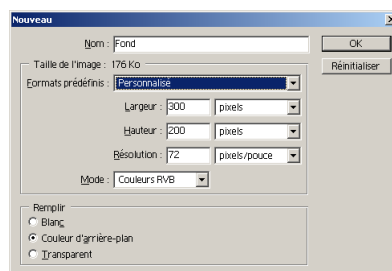 Nouveau
Nom : Fond
OK
Taille de l'image : 176 Ko
Réinitialiser
Formats prédéfinis : Personnalisé
Largeur : 300 pixels
Hauteur : 200 pixels
Résolution : 72 pixels/pouce
Mode : Couleurs RVB
Remplir
Blanc
Couleur d'arrière-plan
Transparent